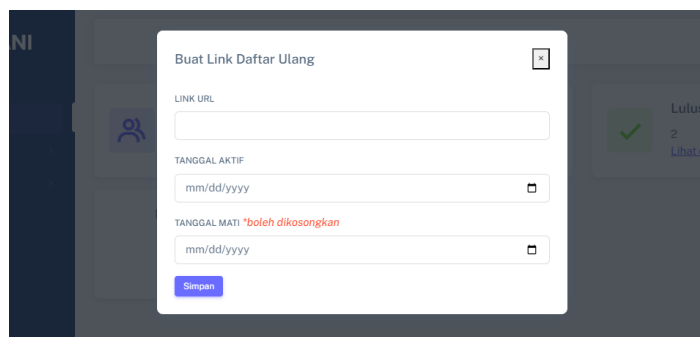 ANI
Buat Link Daftar Ulang
×
LINK URL
TANGGAL AKTIF
mm/dd/yyyy
TANGGAL MATI *boleh dikosongkan
mm/dd/yyyy
Simpan
Lulus
2
Lihat